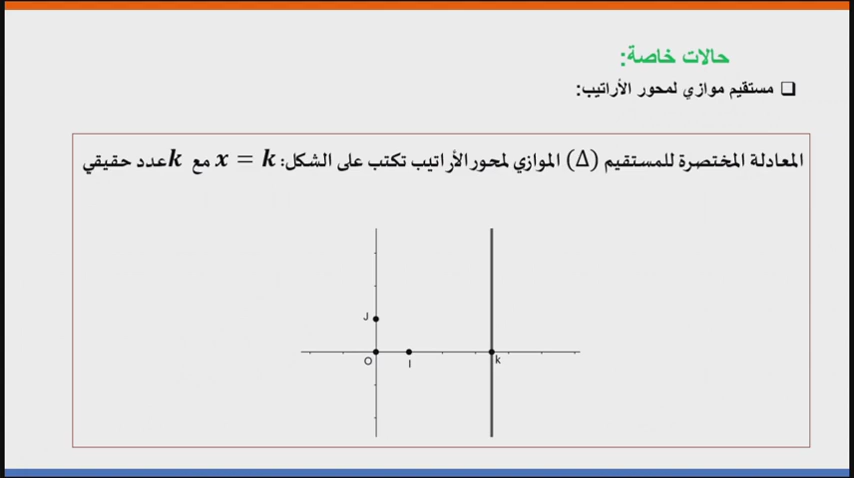 حالات خاصة:
❑ مستقيم موازي لمحور الأراتيب:
المعادلة المختصرة للمستقيم (Δ) الموازي لمحور الأراتيب تكتب على الشكل: x = k مع k عدد حقيقي
J
O
I
k